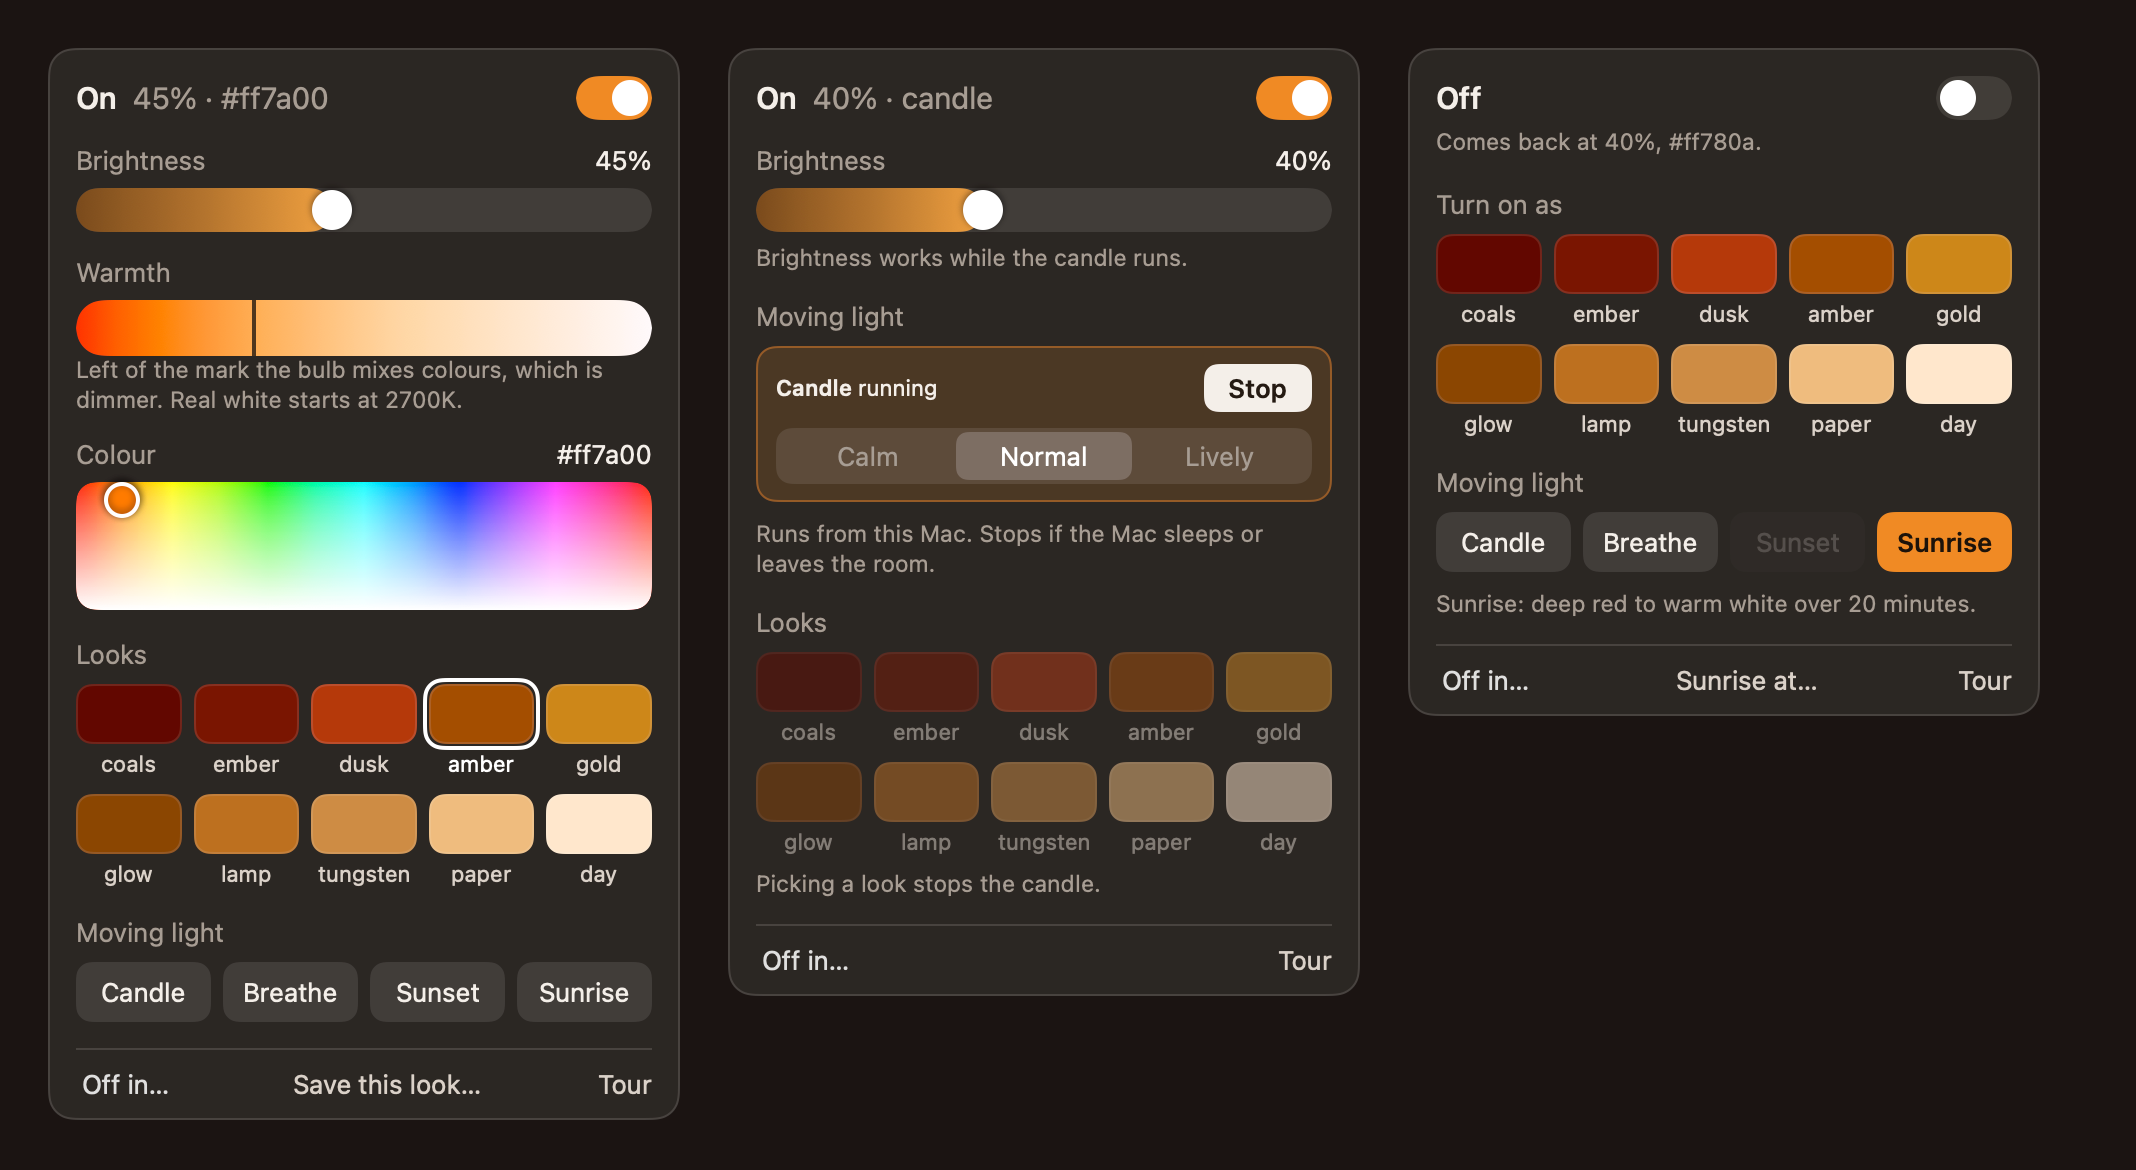 On 45% · #ff7a00
Brightness 45%
Warmth
Left of the mark the bulb mixes colours, which is
dimmer. Real white starts at 2700K.
Colour #ff7a00
Looks
coals ember dusk amber gold
glow lamp tungsten paper day
Moving light
Candle Breathe Sunset Sunrise
Off in... Save this look... Tour
On 40% · candle
Brightness 40%
Brightness works while the candle runs.
Moving light
Candle running Stop
Calm Normal Lively
Runs from this Mac. Stops if the Mac sleeps or
leaves the room.
Looks
coals ember dusk amber gold
glow lamp tungsten paper day
Picking a look stops the candle.
Off in... Tour
Off
Comes back at 40%, #ff780a.
Turn on as
coals ember dusk amber gold
glow lamp tungsten paper day
Moving light
Candle Breathe Sunset Sunrise
Sunrise: deep red to warm white over 20 minutes.
Off in... Sunrise at... Tour